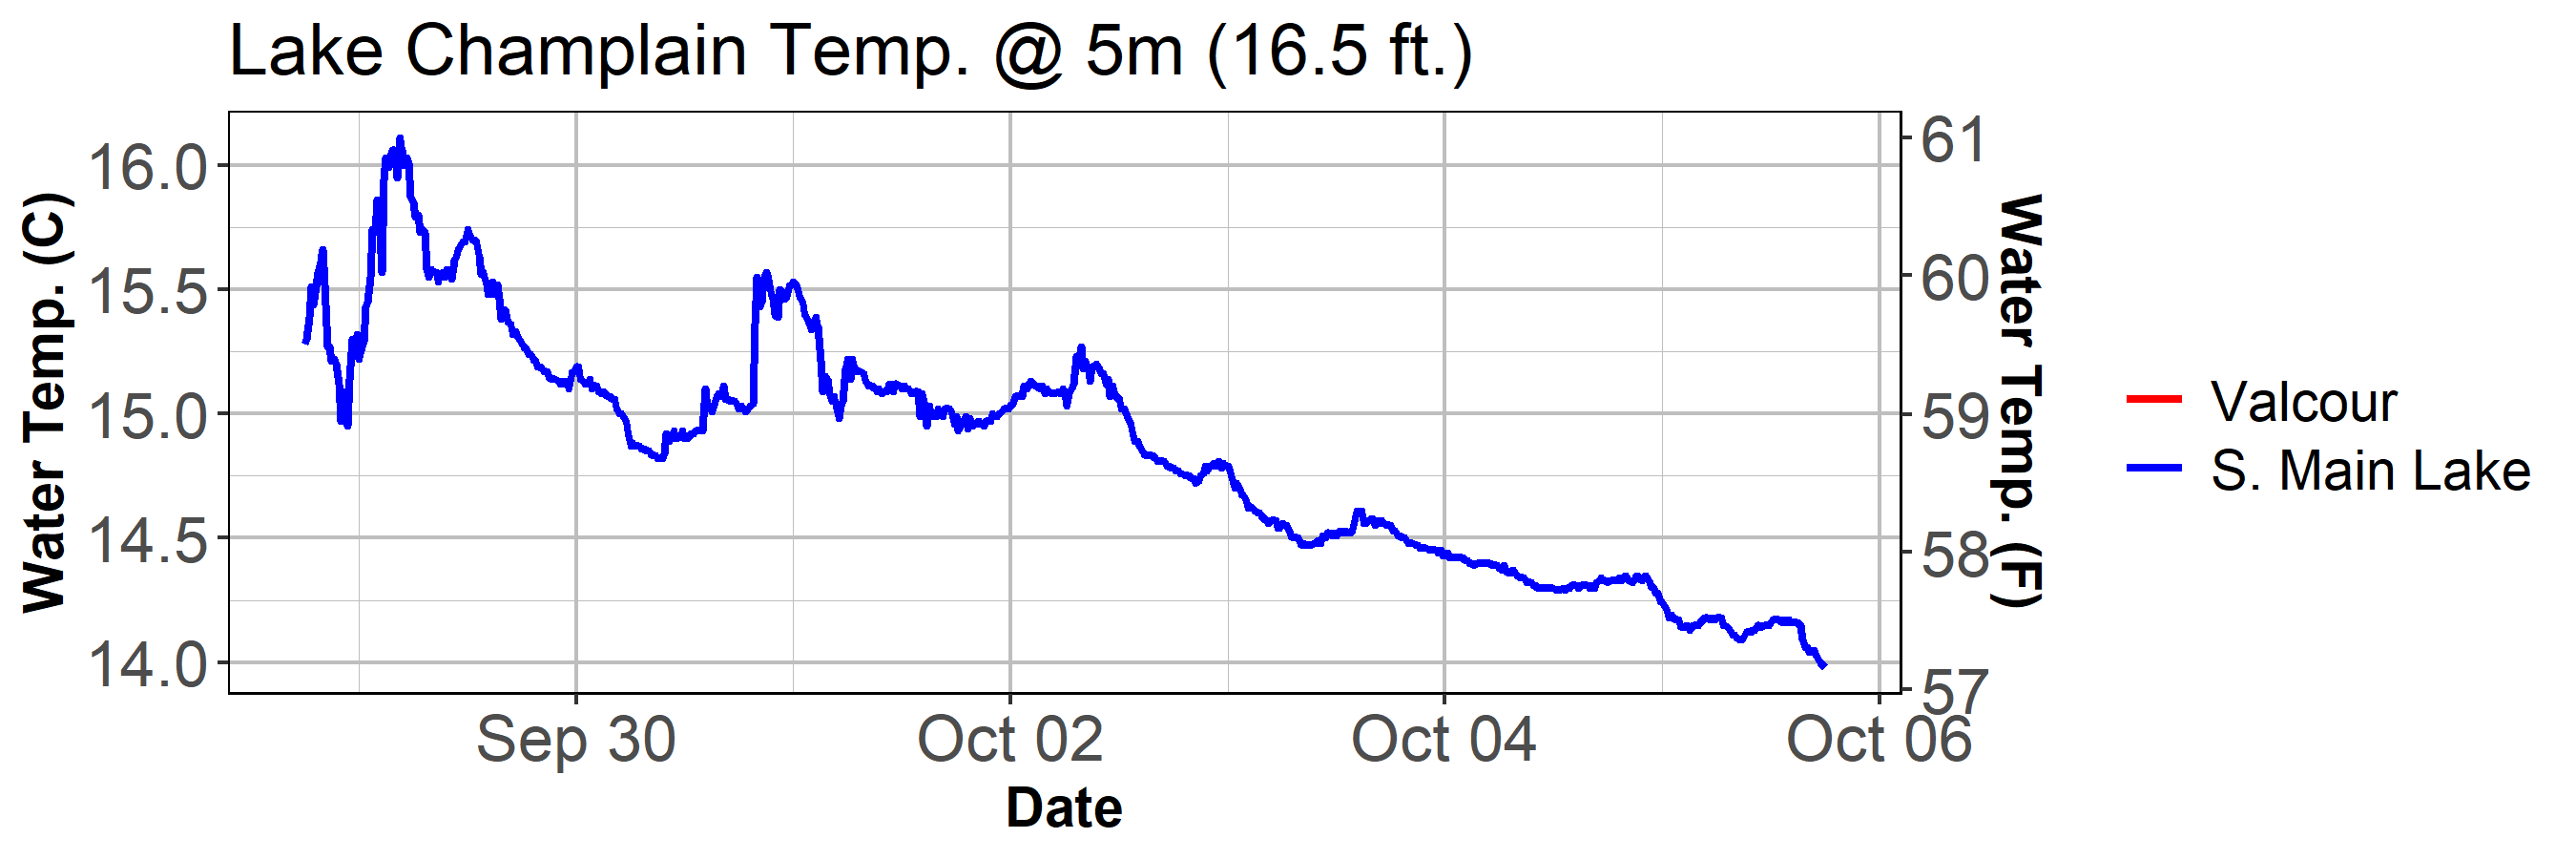 Lake Champlain Temp. @ 5m (16.5 ft.)
Water Temp. (C)
16.0
15.5
15.0
14.5
14.0
61
60
59
58
57
Water Temp. (F)
Sep 30
Oct 02
Oct 04
Oct 06
Date
Valcour
S. Main Lake